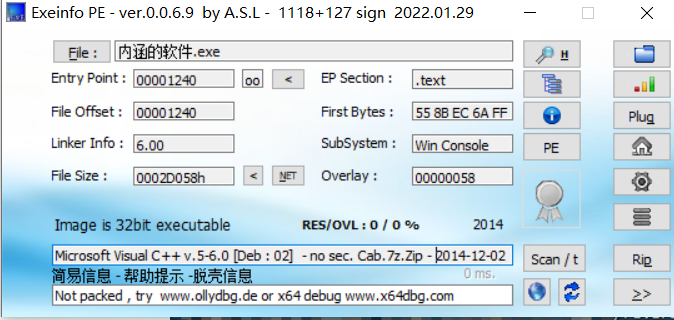 Exeinfo PE - ver.0.0.6.9 by A.S.L - 1118+127 sign 2022.01.29
File : 内涵的软件.exe H
Entry Point : 00001240 oo < EP Section : .text
File Offset : 00001240 First Bytes : 55 8B EC 6A FF Plug
Linker Info : 6.00 SubSystem : Win Console PE
File Size : 0002D058h < NET Overlay : 00000058
Image is 32bit executable RES/OVL : 0 / 0 % 2014
Microsoft Visual C++ v.5-6.0 [Deb : 02] - no sec. Cab.7z.Zip - 2014-12-02 Scan / t Rip
简易信息 - 帮助提示 -脱壳信息 0 ms.
Not packed , try www.ollydbg.de or x64 debug www.x64dbg.com >>